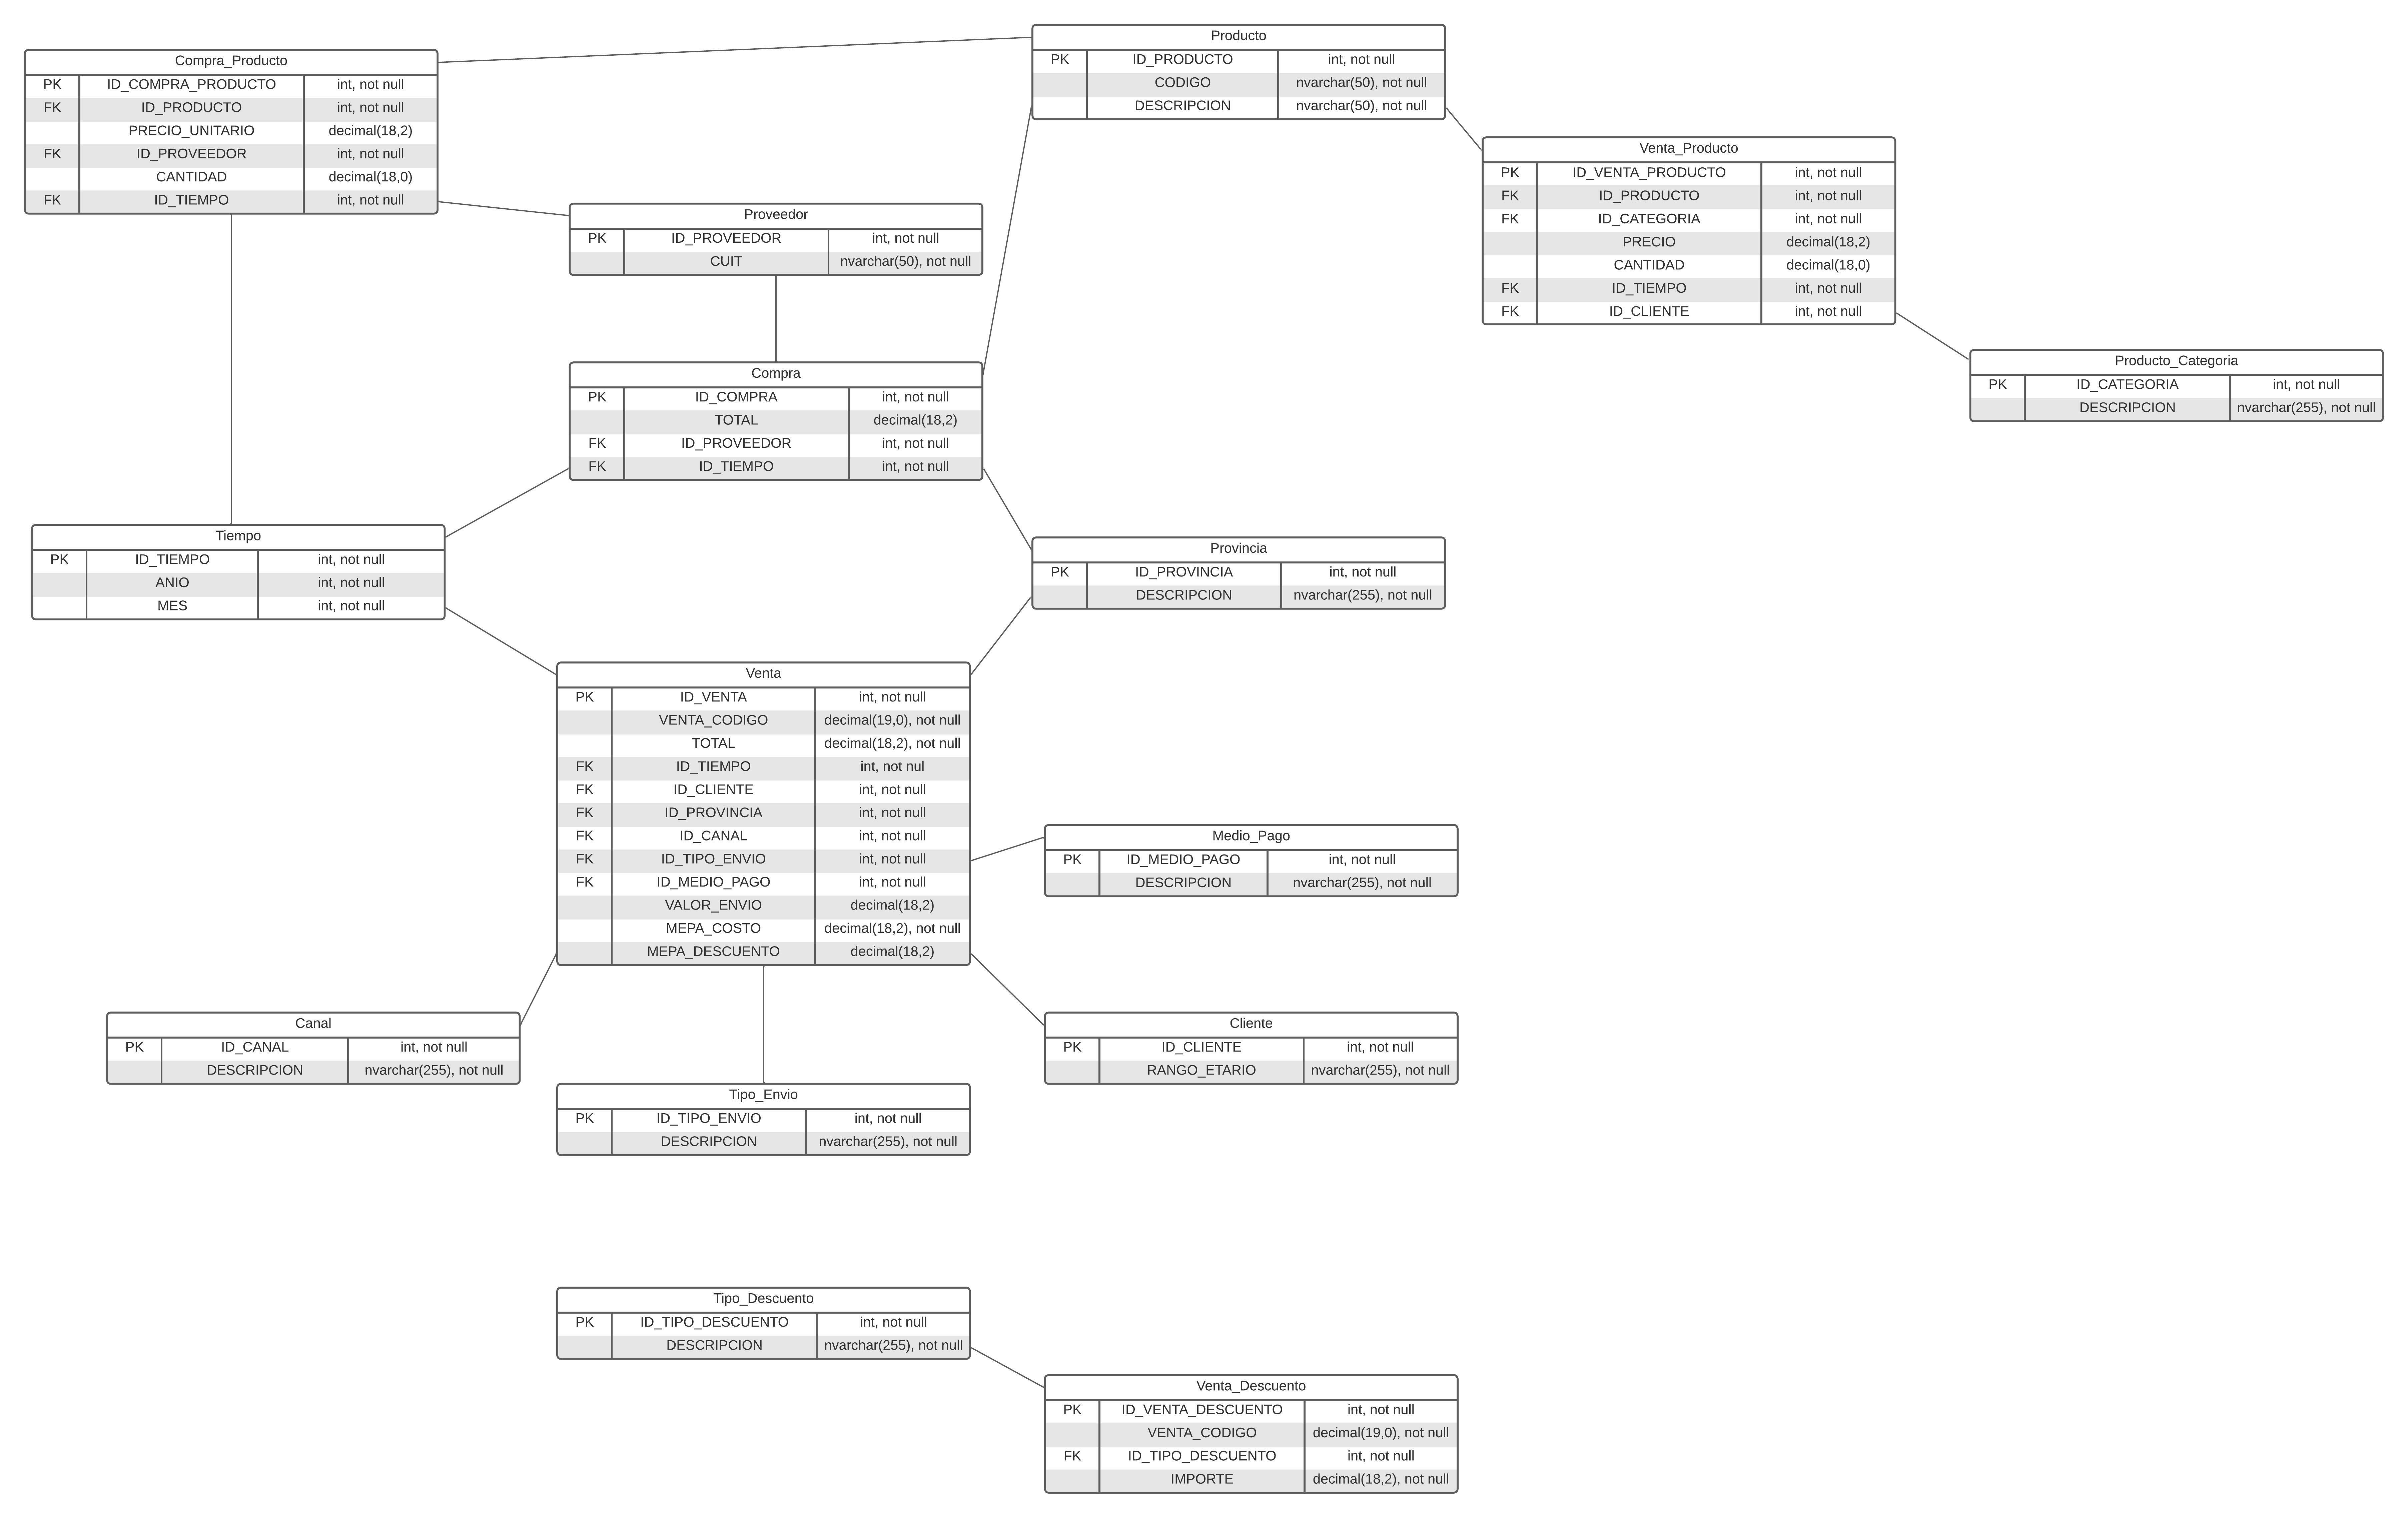 Compra_Producto
PK ID_COMPRA_PRODUCTO int, not null
FK ID_PRODUCTO int, not null
PRECIO_UNITARIO decimal(18,2)
FK ID_PROVEEDOR int, not null
CANTIDAD decimal(18,0)
FK ID_TIEMPO int, not null
Producto
PK ID_PRODUCTO int, not null
CODIGO nvarchar(50), not null
DESCRIPCION nvarchar(50), not null
Venta_Producto
PK ID_VENTA_PRODUCTO int, not null
FK ID_PRODUCTO int, not null
FK ID_CATEGORIA int, not null
PRECIO decimal(18,2)
CANTIDAD decimal(18,0)
FK ID_TIEMPO int, not null
FK ID_CLIENTE int, not null
Proveedor
PK ID_PROVEEDOR int, not null
CUIT nvarchar(50), not null
Compra
PK ID_COMPRA int, not null
TOTAL decimal(18,2)
FK ID_PROVEEDOR int, not null
FK ID_TIEMPO int, not null
Producto_Categoria
PK ID_CATEGORIA int, not null
DESCRIPCION nvarchar(255), not null
Tiempo
PK ID_TIEMPO int, not null
ANIO int, not null
MES int, not null
Provincia
PK ID_PROVINCIA int, not null
DESCRIPCION nvarchar(255), not null
Venta
PK ID_VENTA int, not null
VENTA_CODIGO decimal(19,0), not null
TOTAL decimal(18,2), not null
FK ID_TIEMPO int, not nul
FK ID_CLIENTE int, not null
FK ID_PROVINCIA int, not null
FK ID_CANAL int, not null
FK ID_TIPO_ENVIO int, not null
FK ID_MEDIO_PAGO int, not null
VALOR_ENVIO decimal(18,2)
MEPA_COSTO decimal(18,2), not null
MEPA_DESCUENTO decimal(18,2)
Medio_Pago
PK ID_MEDIO_PAGO int, not null
DESCRIPCION nvarchar(255), not null
Canal
PK ID_CANAL int, not null
DESCRIPCION nvarchar(255), not null
Cliente
PK ID_CLIENTE int, not null
RANGO_ETARIO nvarchar(255), not null
Tipo_Envio
PK ID_TIPO_ENVIO int, not null
DESCRIPCION nvarchar(255), not null
Tipo_Descuento
PK ID_TIPO_DESCUENTO int, not null
DESCRIPCION nvarchar(255), not null
Venta_Descuento
PK ID_VENTA_DESCUENTO int, not null
VENTA_CODIGO decimal(19,0), not null
FK ID_TIPO_DESCUENTO int, not null
IMPORTE decimal(18,2), not null